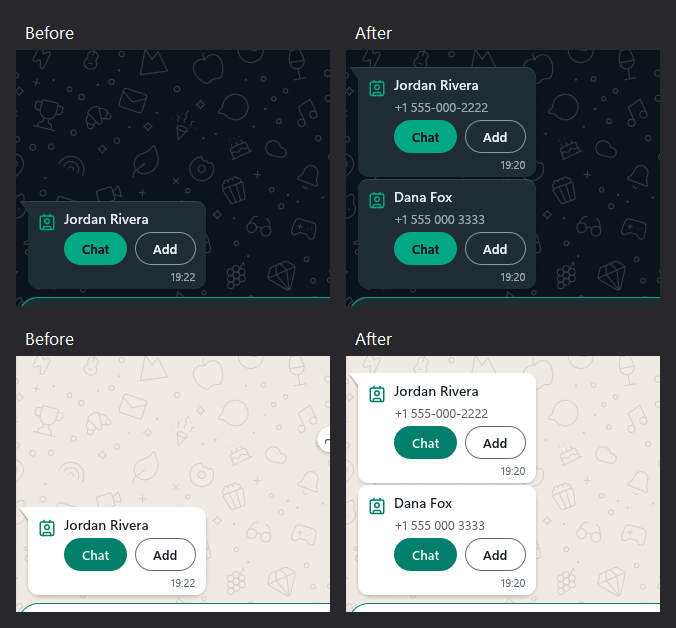 Before
Jordan Rivera
Chat
Add
19:22
After
Jordan Rivera
+1 555-000-2222
Chat
Add
19:20
Dana Fox
+1 555 000 3333
Chat
Add
19:20
Before
Jordan Rivera
Chat
Add
19:22
After
Jordan Rivera
+1 555-000-2222
Chat
Add
19:20
Dana Fox
+1 555 000 3333
Chat
Add
19:20